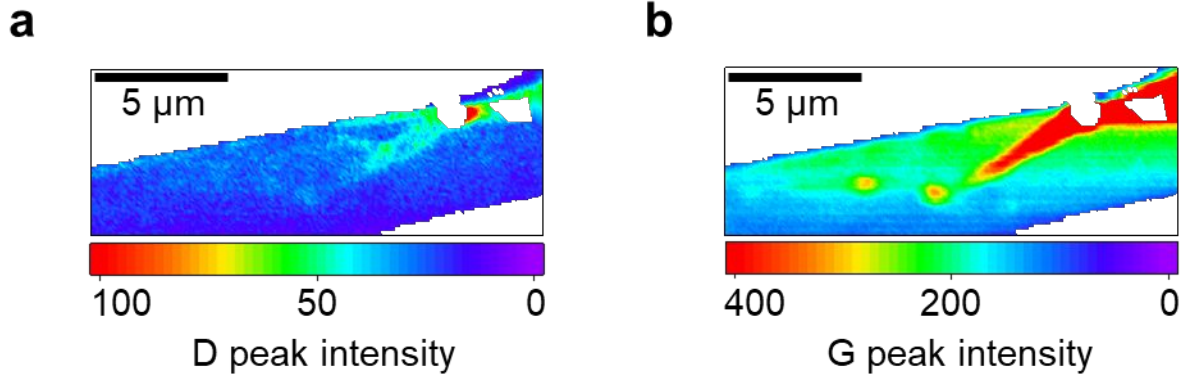 a
b
5 μm
5 μm
100 50 0
400 200 0
D peak intensity
G peak intensity